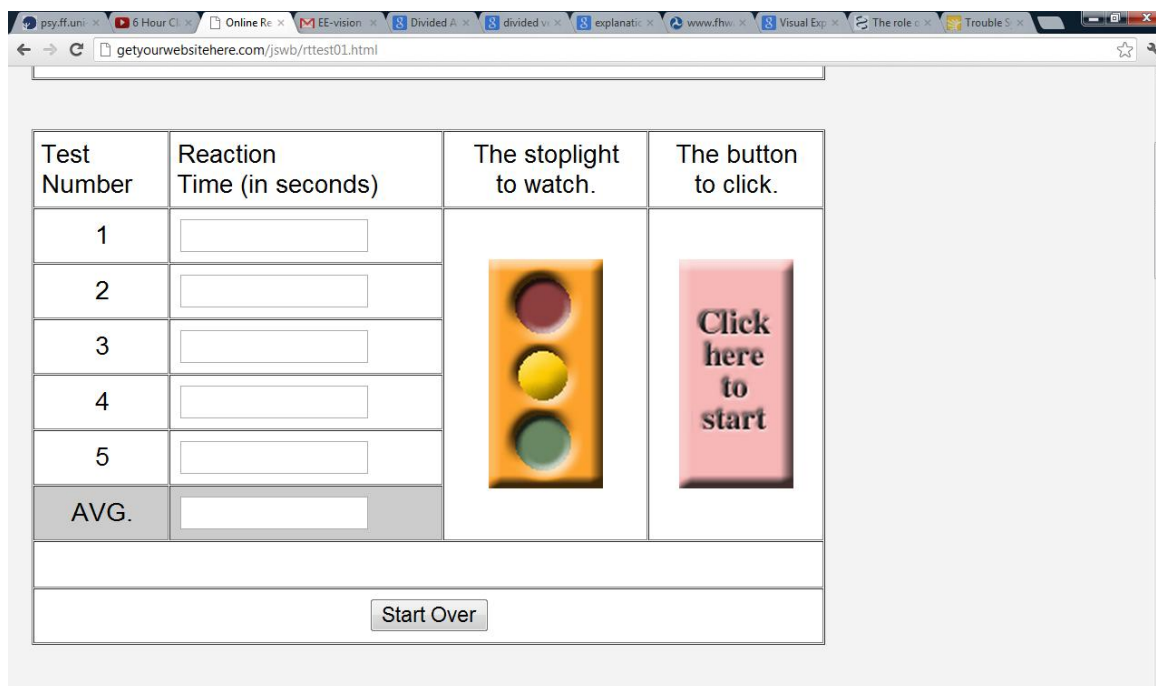 psy.ff.uni-
6 Hour Cl
Online Re
EE-vision
Divided A
divided vi
explanatic
www.fhw.
Visual Exp
The role c
Trouble S
getyourwebsitehere.com/jswb/rttest01.html
Test
Number
Reaction
Time (in seconds)
The stoplight
to watch.
The button
to click.
1
2
3
4
5
AVG.
Click
here
to
start
Start Over